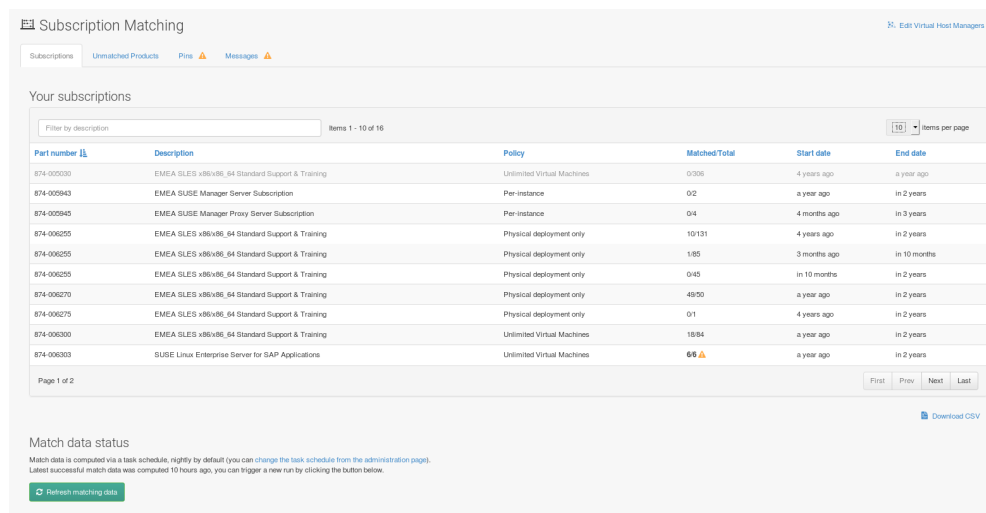 Subscription Matching
Edit Virtual Host Managers
Subscriptions Unmatched Products Pins Messages
Your subscriptions
Filter by description Items 1 - 10 of 16 10 items per page
Part number Description Policy Matched/Total Start date End date
874-005030 EMEA SLES x86/x86_64 Standard Support & Training Unlimited Virtual Machines 0/306 4 years ago a year ago
874-005943 EMEA SUSE Manager Server Subscription Per-instance 0/2 a year ago in 2 years
874-005945 EMEA SUSE Manager Proxy Server Subscription Per-instance 0/4 4 months ago in 3 years
874-006255 EMEA SLES x86/x86_64 Standard Support & Training Physical deployment only 10/131 4 years ago in 2 years
874-006255 EMEA SLES x86/x86_64 Standard Support & Training Physical deployment only 1/85 3 months ago in 10 months
874-006255 EMEA SLES x86/x86_64 Standard Support & Training Physical deployment only 0/45 in 10 months in 2 years
874-006270 EMEA SLES x86/x86_64 Standard Support & Training Physical deployment only 49/50 a year ago in 2 years
874-006275 EMEA SLES x86/x86_64 Standard Support & Training Physical deployment only 0/1 4 years ago in 2 years
874-006300 EMEA SLES x86/x86_64 Standard Support & Training Unlimited Virtual Machines 18/84 a year ago in 2 years
874-006303 SUSE Linux Enterprise Server for SAP Applications Unlimited Virtual Machines 6/6 a year ago in 2 years
Page 1 of 2 First Prev Next Last
Download CSV
Match data status
Match data is computed via a task schedule, nightly by default (you can change the task schedule from the administration page).
Latest successful match data was computed 10 hours ago, you can trigger a new run by clicking the button below.
Refresh matching data